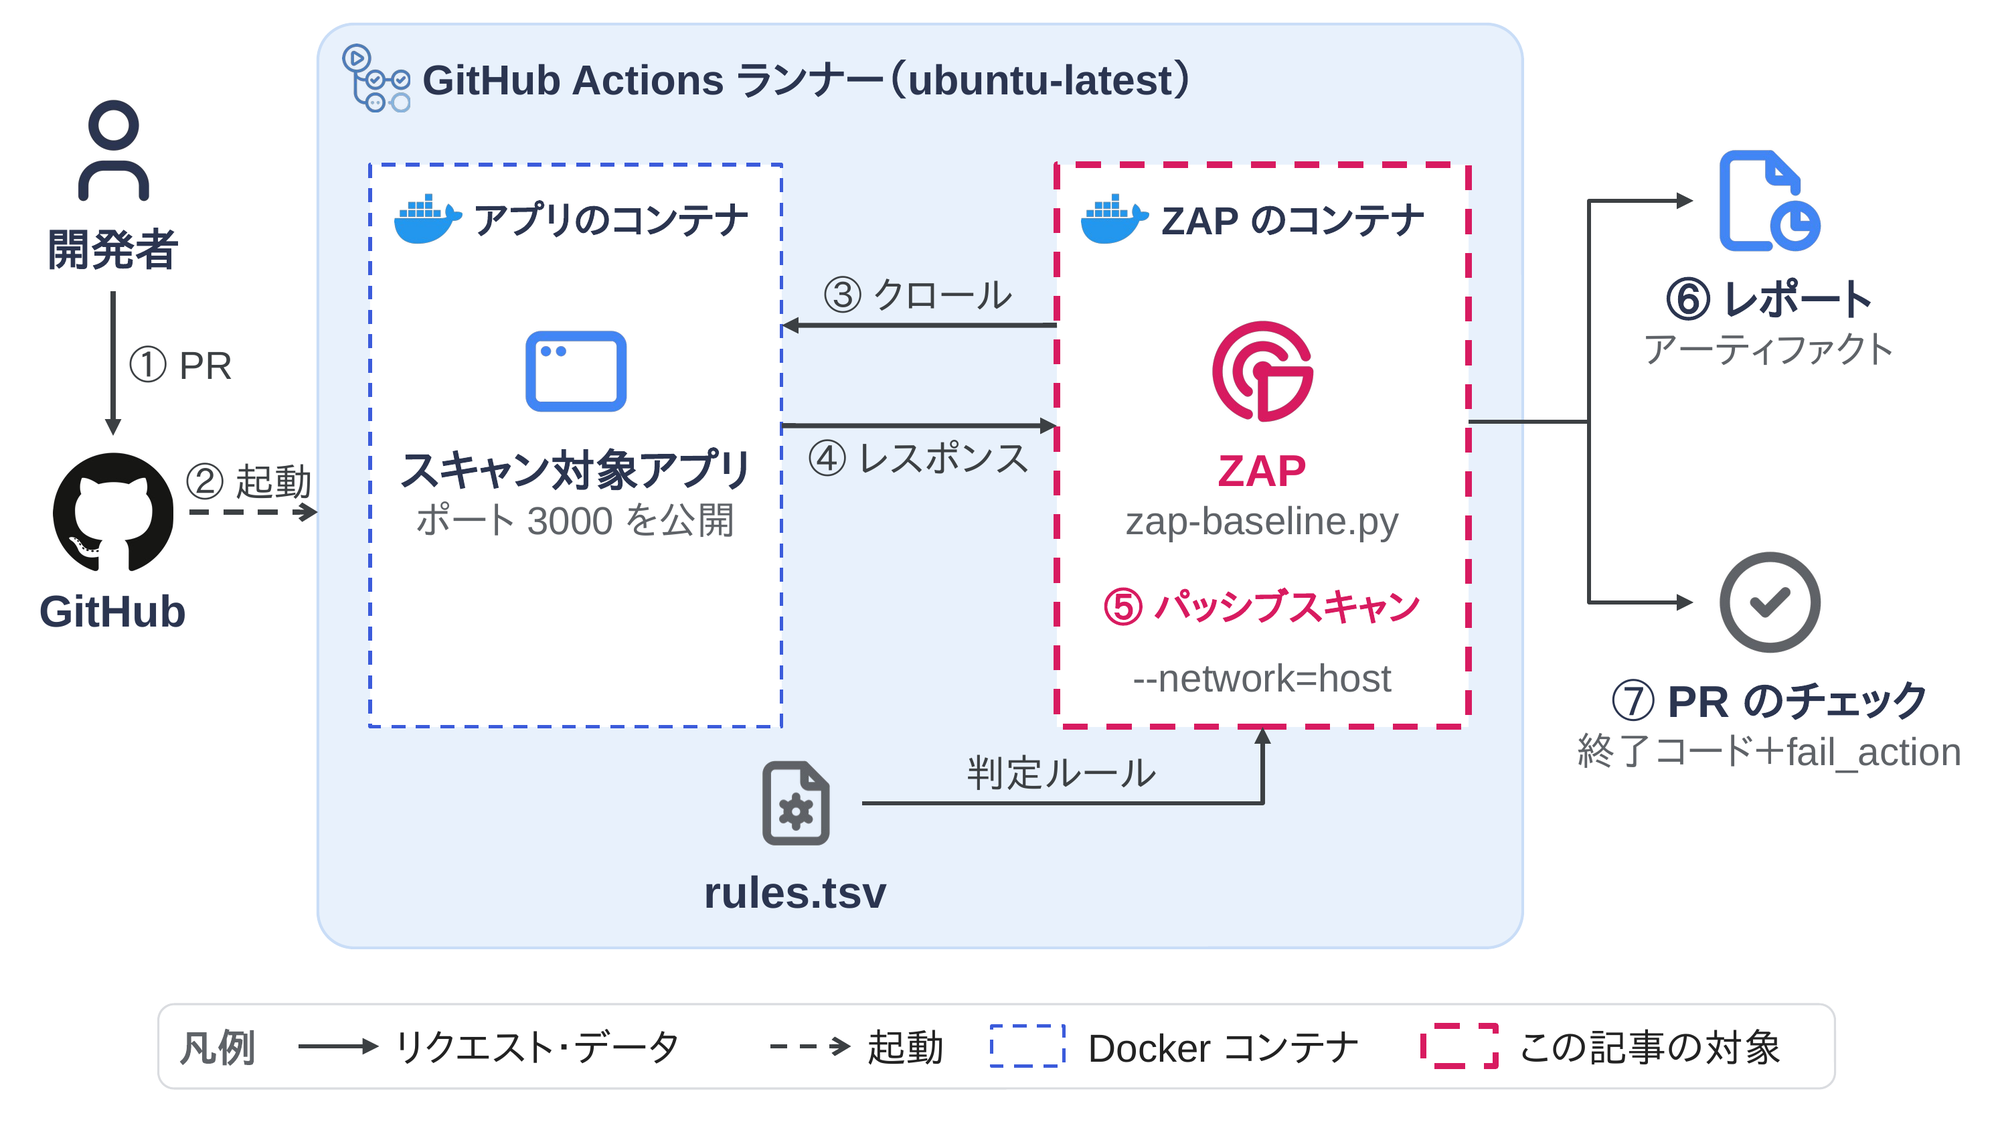 GitHub Actions ランナー（ubuntu-latest）
開発者
① PR
GitHub
② 起動
アプリのコンテナ
スキャン対象アプリ
ポート 3000 を公開
③ クロール
④ レスポンス
ZAP のコンテナ
ZAP
zap-baseline.py
⑤ パッシブスキャン
--network=host
判定ルール
rules.tsv
⑥ レポート
アーティファクト
⑦ PR のチェック
終了コード＋fail_action
凡例 リクエスト・データ 起動 Docker コンテナ この記事の対象